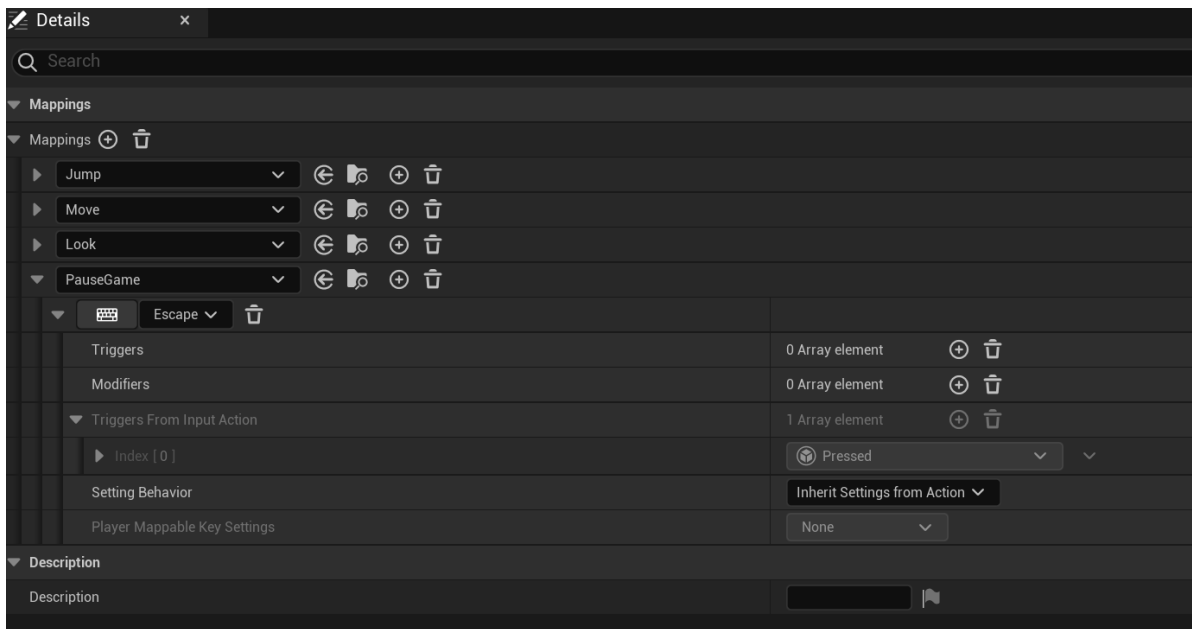 Details
Search
Mappings
Mappings
Jump
Move
Look
PauseGame
Escape
Triggers 0 Array element
Modifiers 0 Array element
Triggers From Input Action 1 Array element
Index [ 0 ] Pressed
Setting Behavior Inherit Settings from Action
Player Mappable Key Settings None
Description
Description